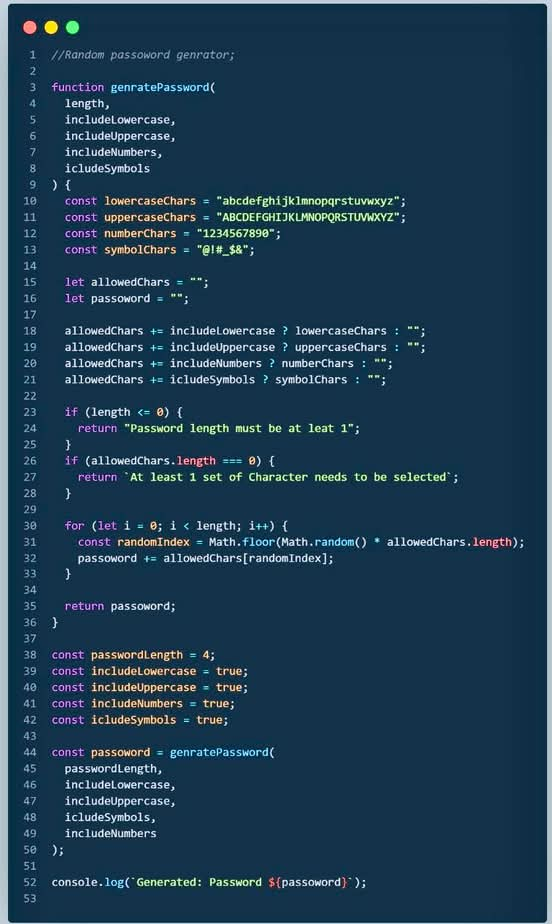 1 //Random passoword genrator;
2
3 function genratePassword(
4   length,
5   includeLowercase,
6   includeUppercase,
7   includeNumbers,
8   icludeSymbols
9 ) {
10   const lowercaseChars = "abcdefghijklmnopqrstuvwxyz";
11   const uppercaseChars = "ABCDEFGHIJKLMNOPQRSTUVWXYZ";
12   const numberChars = "1234567890";
13   const symbolChars = "@!#_$&";
14
15   let allowedChars = "";
16   let passoword = "";
17
18   allowedChars += includeLowercase ? lowercaseChars : "";
19   allowedChars += includeUppercase ? uppercaseChars : "";
20   allowedChars += includeNumbers ? numberChars : "";
21   allowedChars += icludeSymbols ? symbolChars : "";
22
23   if (length <= 0) {
24     return "Password length must be at leat 1";
25   }
26   if (allowedChars.length === 0) {
27     return `At least 1 set of Character needs to be selected`;
28   }
29
30   for (let i = 0; i < length; i++) {
31     const randomIndex = Math.floor(Math.random() * allowedChars.length);
32     passoword += allowedChars[randomIndex];
33   }
34
35   return passoword;
36 }
37
38 const passwordLength = 4;
39 const includeLowercase = true;
40 const includeUppercase = true;
41 const includeNumbers = true;
42 const icludeSymbols = true;
43
44 const passoword = genratePassword(
45   passwordLength,
46   includeLowercase,
47   includeUppercase,
48   icludeSymbols,
49   includeNumbers
50 );
51
52 console.log(`Generated: Password ${passoword}`);
53